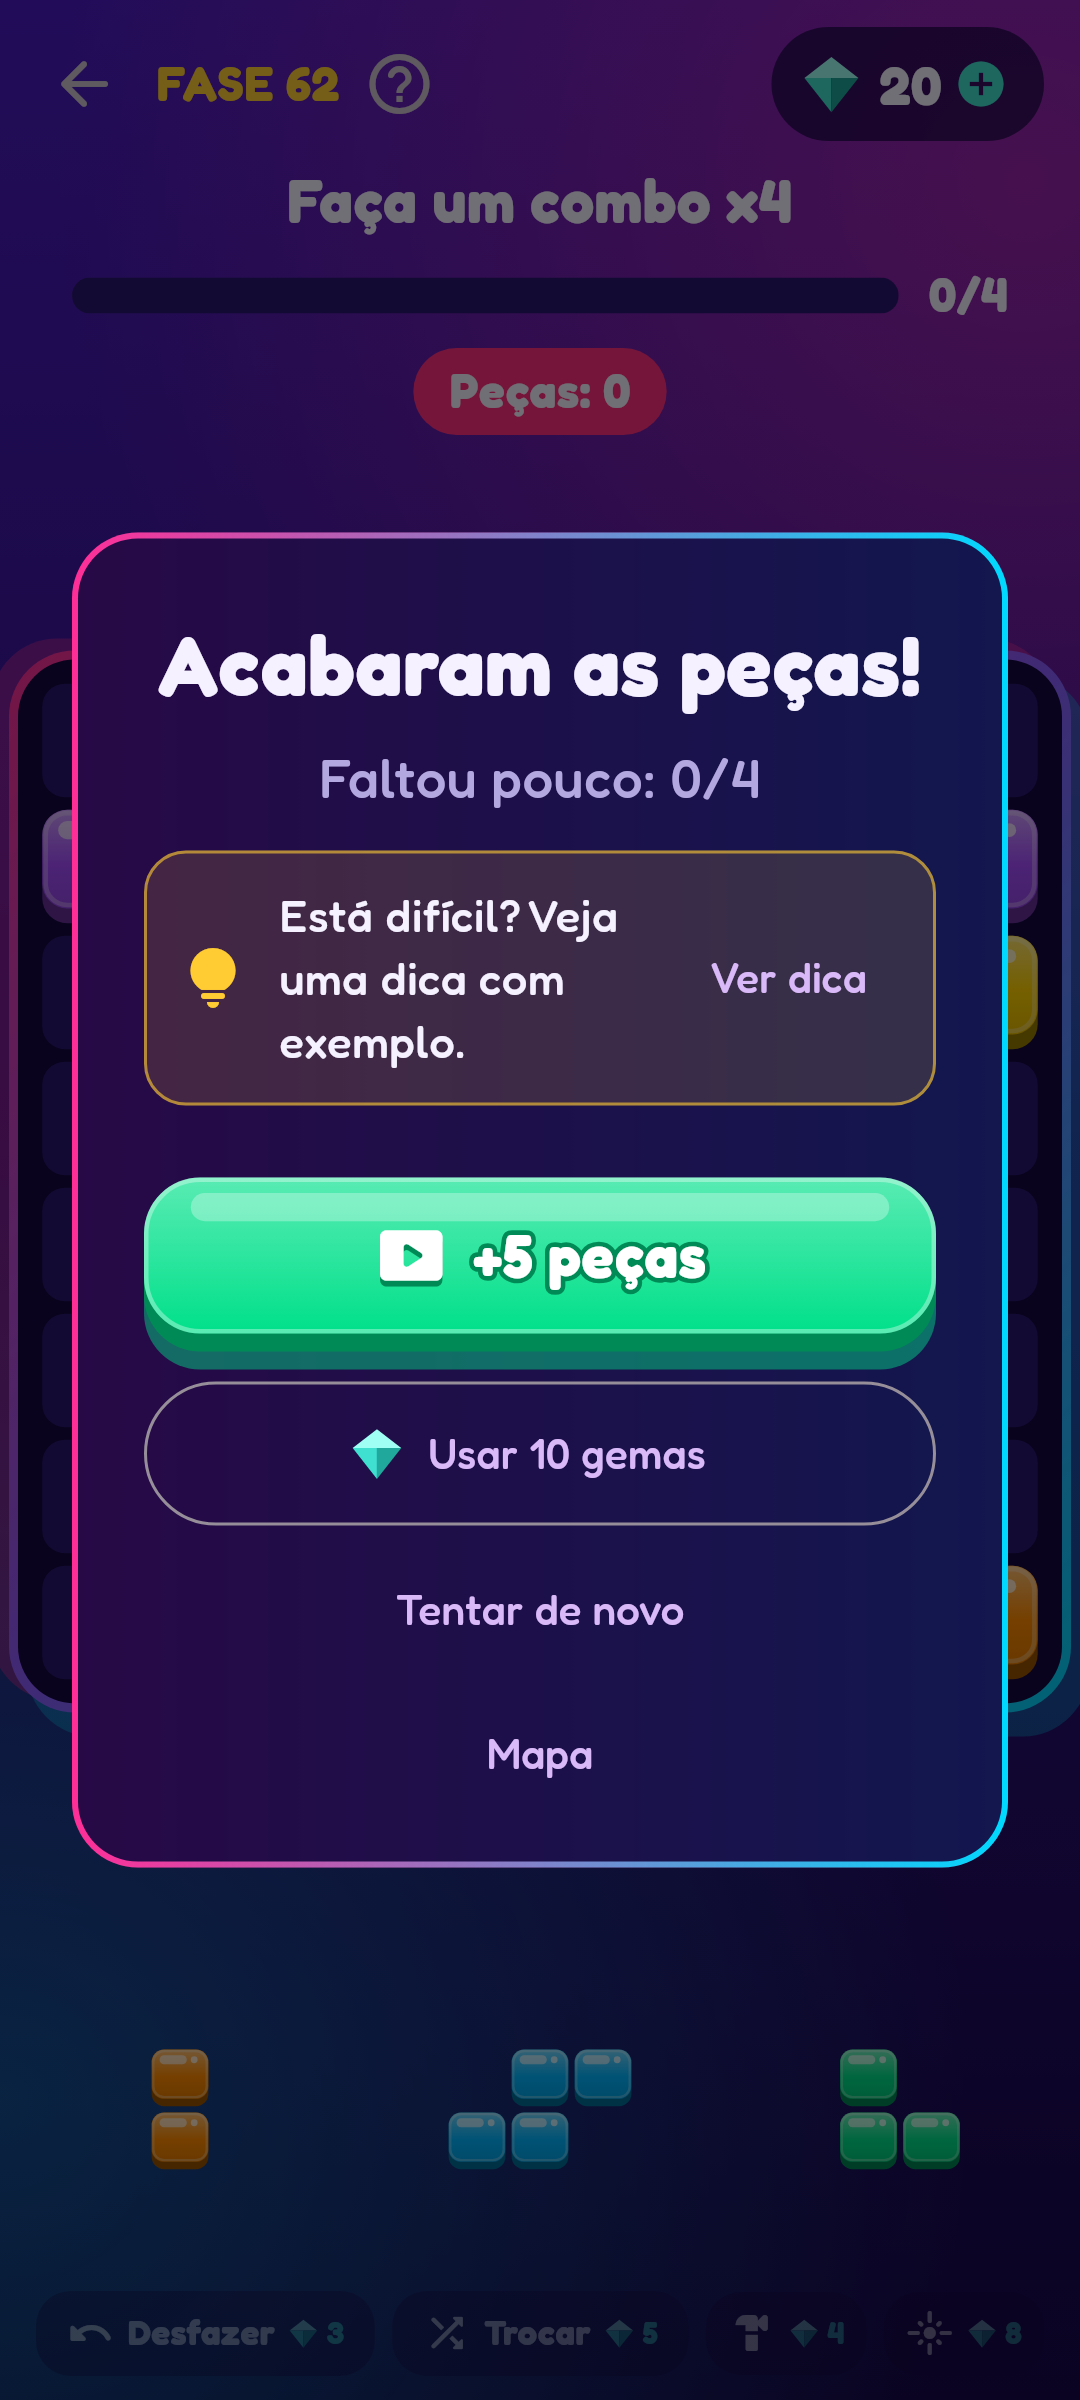 FASE 62
20
Faça um combo x4
0/4
Peças: 0
Acabaram as peças!
Faltou pouco: 0/4
Está difícil? Veja
uma dica com
exemplo.
Ver dica
+5 peças
Usar 10 gemas
Tentar de novo
Mapa
Desfazer 3
Trocar 5
4
8